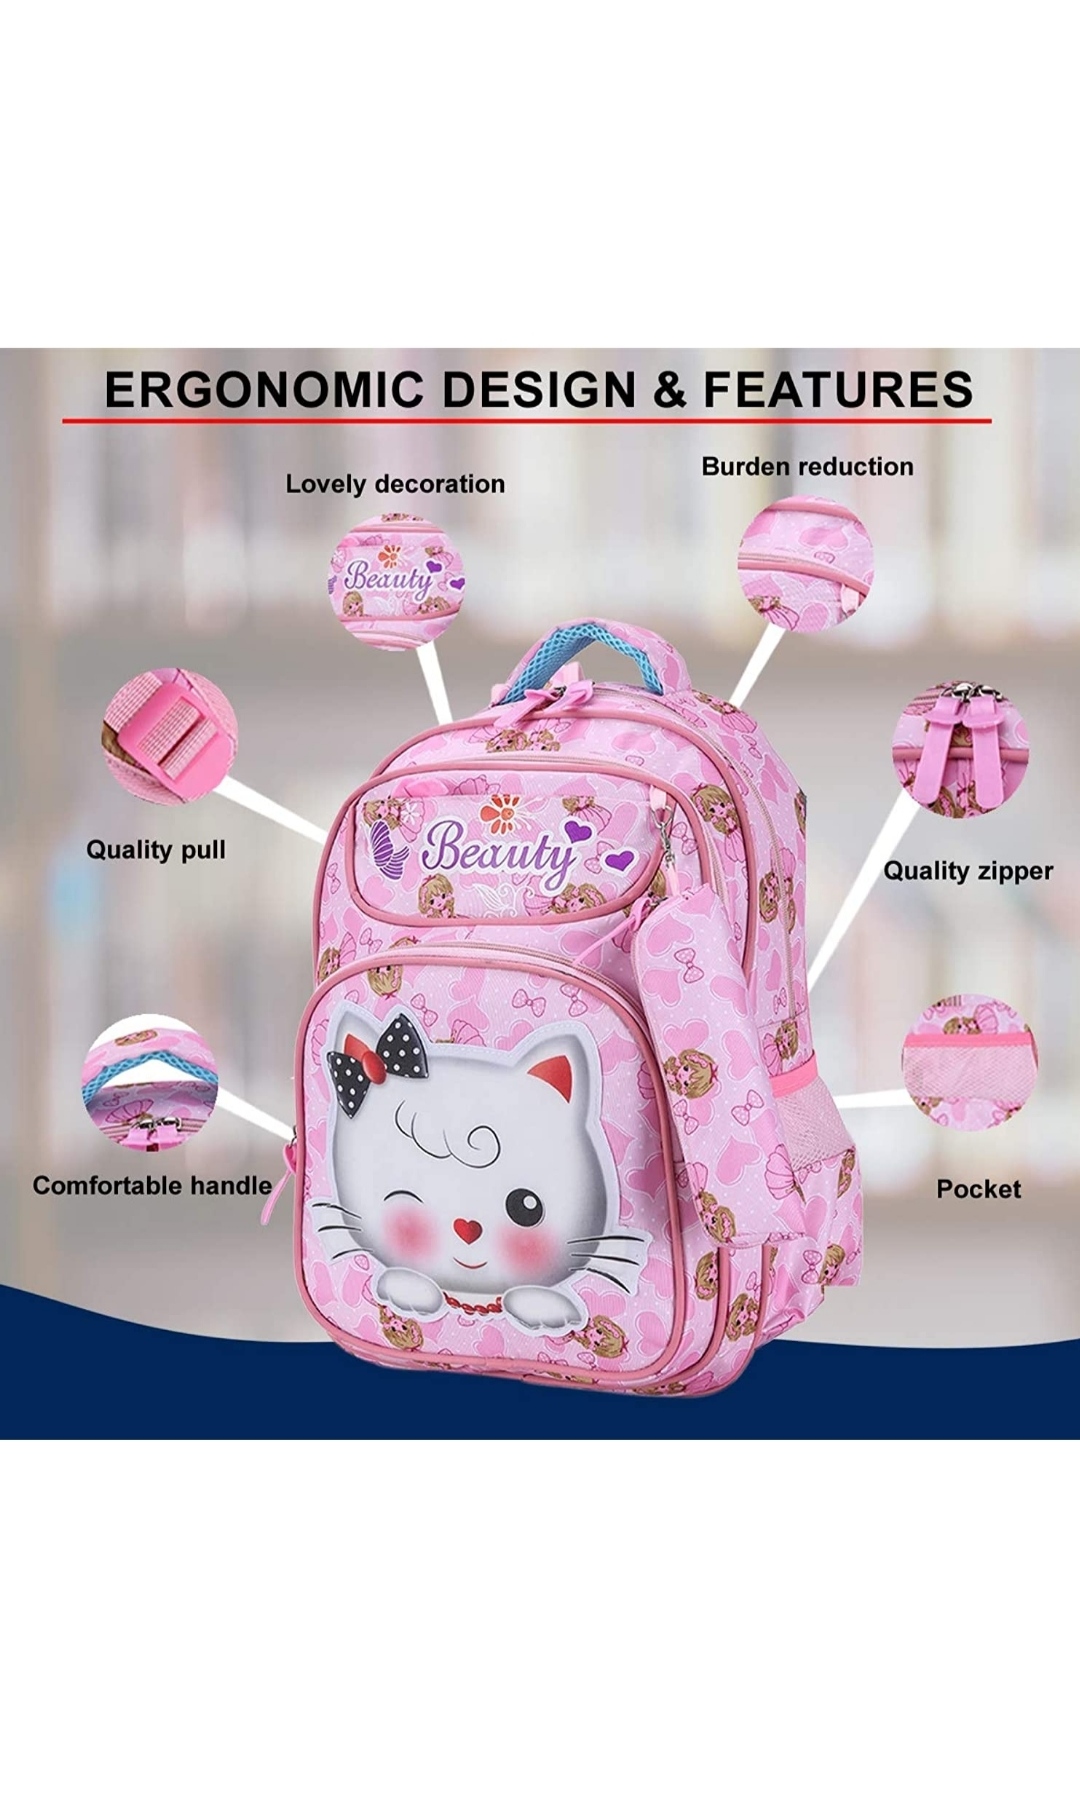 ERGONOMIC DESIGN & FEATURES
Lovely decoration
Burden reduction
Beauty
Quality pull
Quality zipper
Beauty
Comfortable handle
Pocket